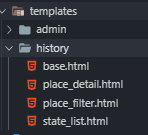 templates
admin
history
base.html
place_detail.html
place_filter.html
state_list.html